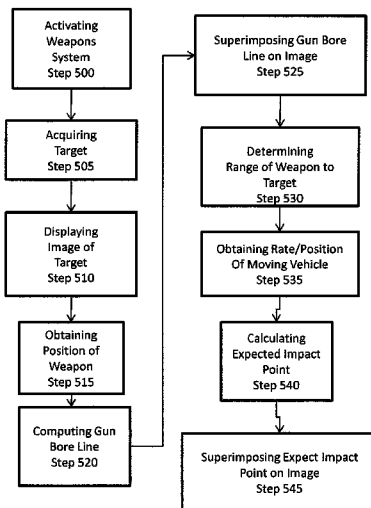 Activating
Weapons
System
Step 500
Acquiring
Target
Step 505
Displaying
Image of
Target
Step 510
Obtaining
Position of
Weapon
Step 515
Computing Gun
Bore Line
Step 520
Superimposing Gun Bore
Line on Image
Step 525
Determining
Range of Weapon to
Target
Step 530
Obtaining Rate/Position
Of Moving Vehicle
Step 535
Calculating
Expected Impact
Point
Step 540
Superimposing Expect Impact
Point on Image
Step 545